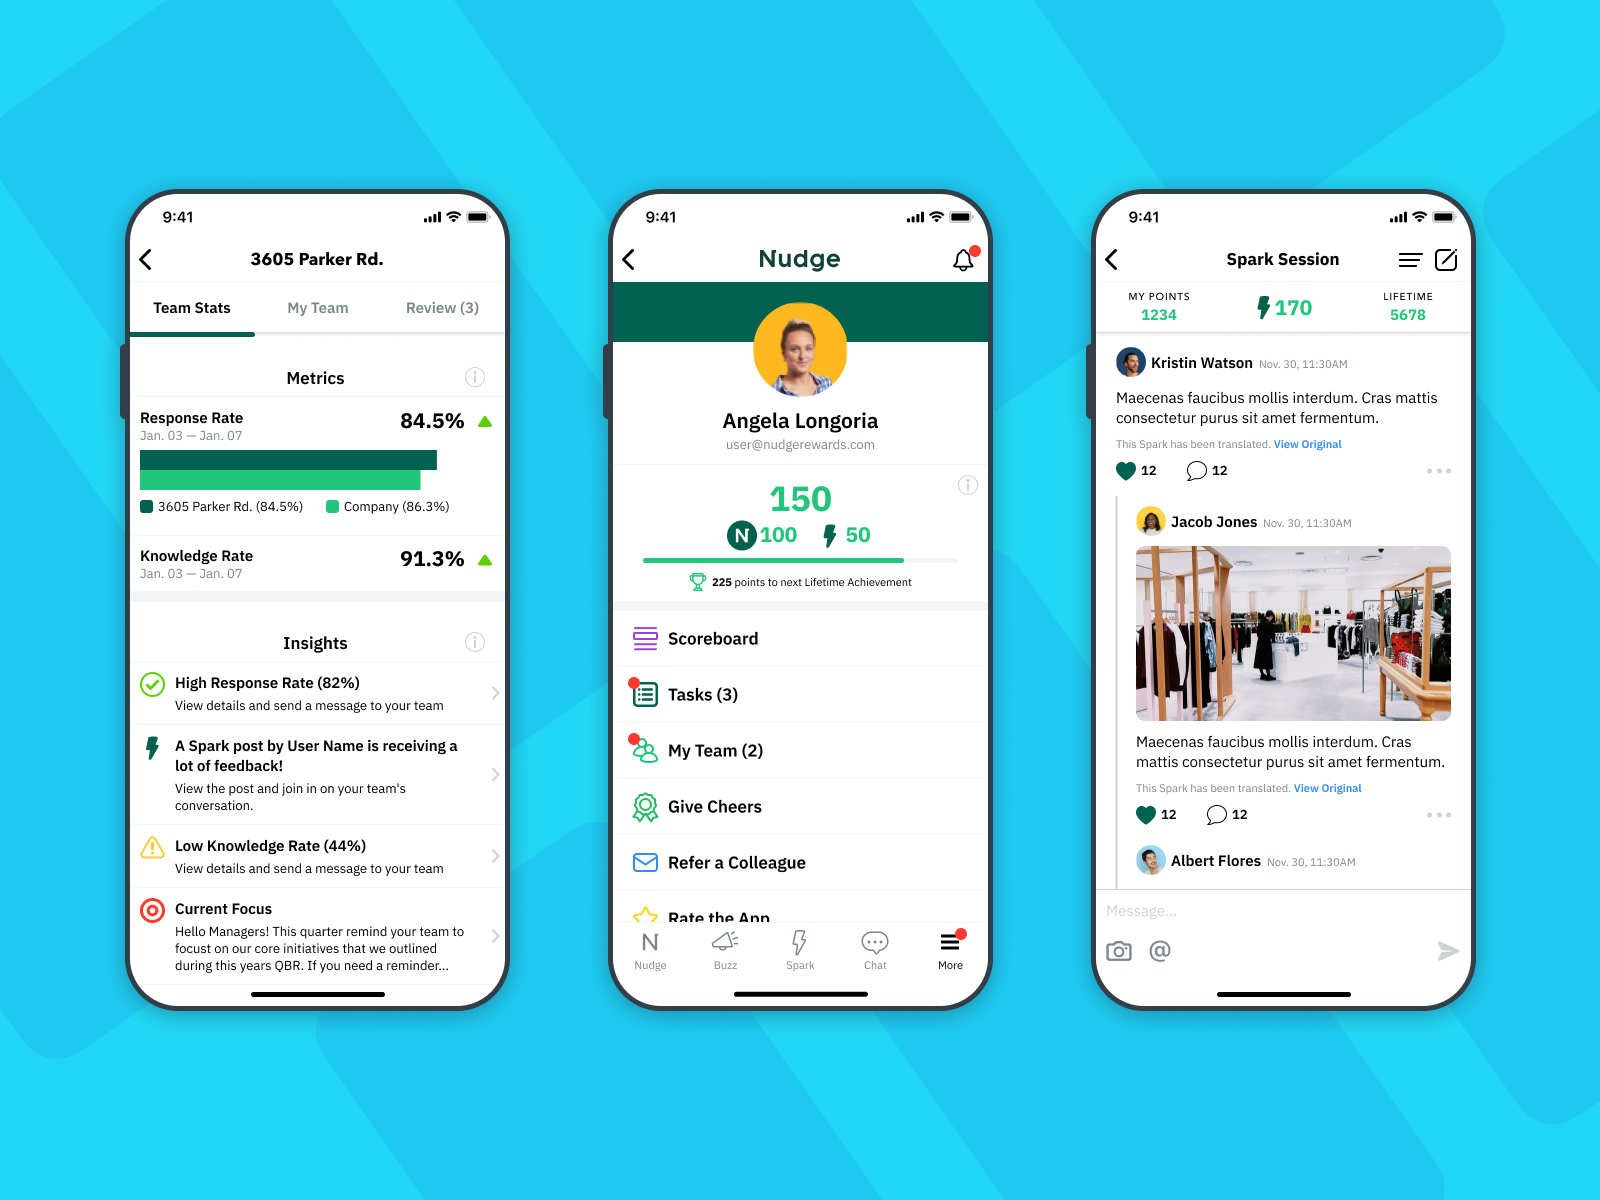 9:41
3605 Parker Rd.
Team Stats
My Team
Review (3)
Metrics
Response Rate
84.5%
Jan. 03 — Jan. 07
3605 Parker Rd. (84.5%)
Company (86.3%)
Knowledge Rate
91.3%
Jan. 03 — Jan. 07
Insights
High Response Rate (82%)
View details and send a message to your team
A Spark post by User Name is receiving a
lot of feedback!
View the post and join in on your team's
conversation.
Low Knowledge Rate (44%)
View details and send a message to your team
Current Focus
Hello Managers! This quarter remind your team to
focust on our core initiatives that we outlined
during this years QBR. If you need a reminder...
9:41
Nudge
Angela Longoria
user@nudgerewards.com
150
N 100
50
225 points to next Lifetime Achievement
Scoreboard
Tasks (3)
My Team (2)
Give Cheers
Refer a Colleague
Rate the App
N
Nudge
Buzz
Spark
Chat
More
9:41
Spark Session
MY POINTS
1234
170
LIFETIME
5678
Kristin Watson Nov. 30, 11:30AM
Maecenas faucibus mollis interdum. Cras mattis
consectetur purus sit amet fermentum.
This Spark has been translated. View Original
12
12
Jacob Jones Nov. 30, 11:30AM
Maecenas faucibus mollis interdum. Cras
mattis consectetur purus sit amet fermentum.
This Spark has been translated. View Original
12
12
Albert Flores Nov. 30, 11:30AM
Message...
@